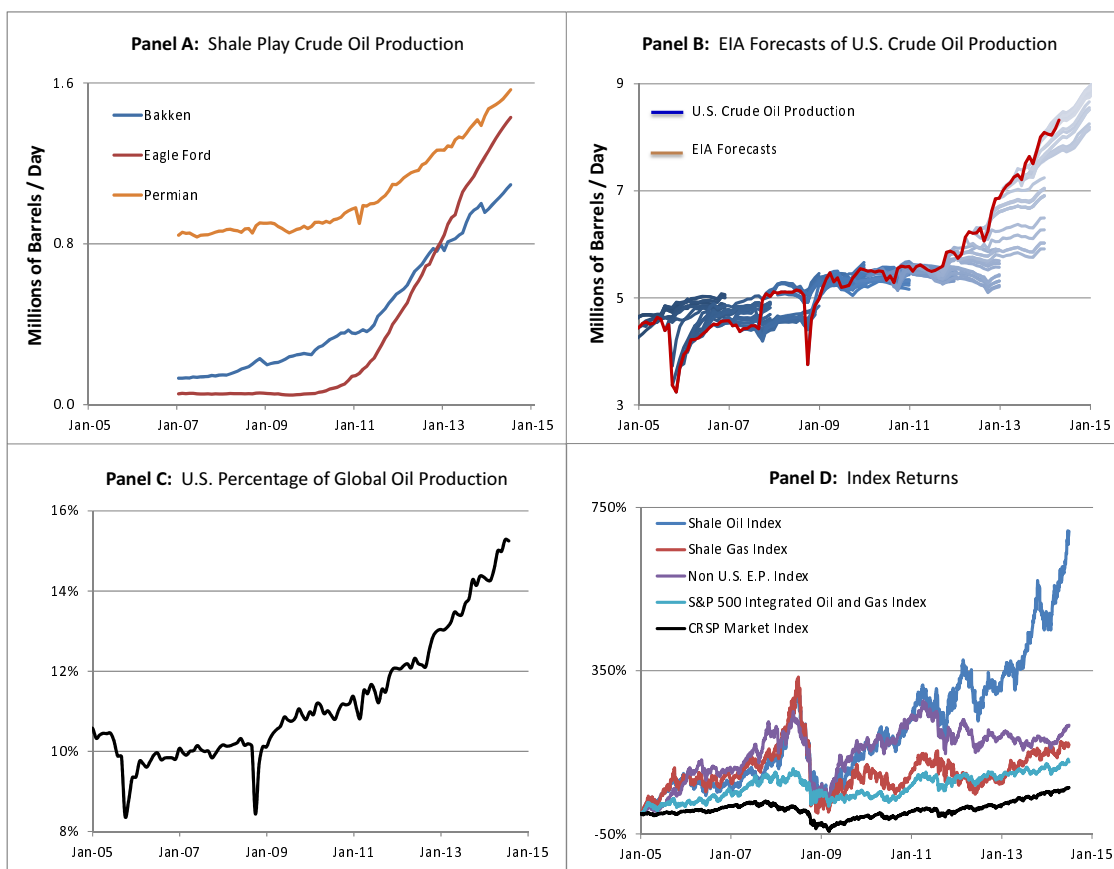 Panel A: Shale Play Crude Oil Production
Millions of Barrels / Day
1.6
0.8
0.0
Bakken
Eagle Ford
Permian
Jan-05 Jan-07 Jan-09 Jan-11 Jan-13 Jan-15
Panel B: EIA Forecasts of U.S. Crude Oil Production
Millions of Barrels / Day
9
7
5
3
U.S. Crude Oil Production
EIA Forecasts
Jan-05 Jan-07 Jan-09 Jan-11 Jan-13 Jan-15
Panel C: U.S. Percentage of Global Oil Production
16%
14%
12%
10%
8%
Jan-05 Jan-07 Jan-09 Jan-11 Jan-13 Jan-15
Panel D: Index Returns
750%
350%
-50%
Shale Oil Index
Shale Gas Index
Non U.S. E.P. Index
S&P 500 Integrated Oil and Gas Index
CRSP Market Index
Jan-05 Jan-07 Jan-09 Jan-11 Jan-13 Jan-15